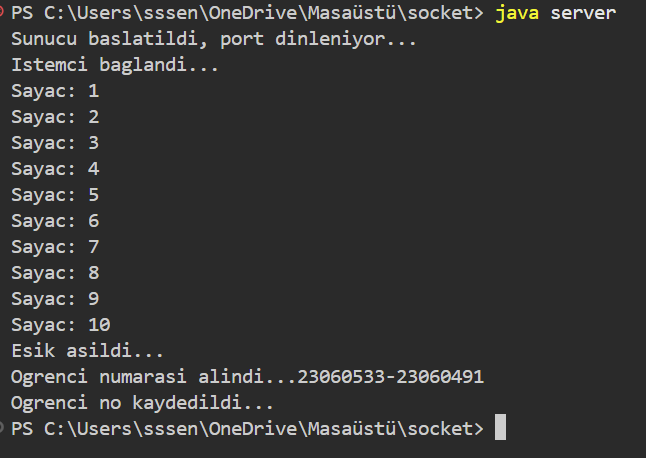 PS C:\Users\sssen\OneDrive\Masaüstü\socket> java server
Sunucu baslatildi, port dinleniyor...
Istemci baglandi...
Sayac: 1
Sayac: 2
Sayac: 3
Sayac: 4
Sayac: 5
Sayac: 6
Sayac: 7
Sayac: 8
Sayac: 9
Sayac: 10
Esik asildi...
Ogrenci numarasi alindi...23060533-23060491
Ogrenci no kaydedildi...
PS C:\Users\sssen\OneDrive\Masaüstü\socket>